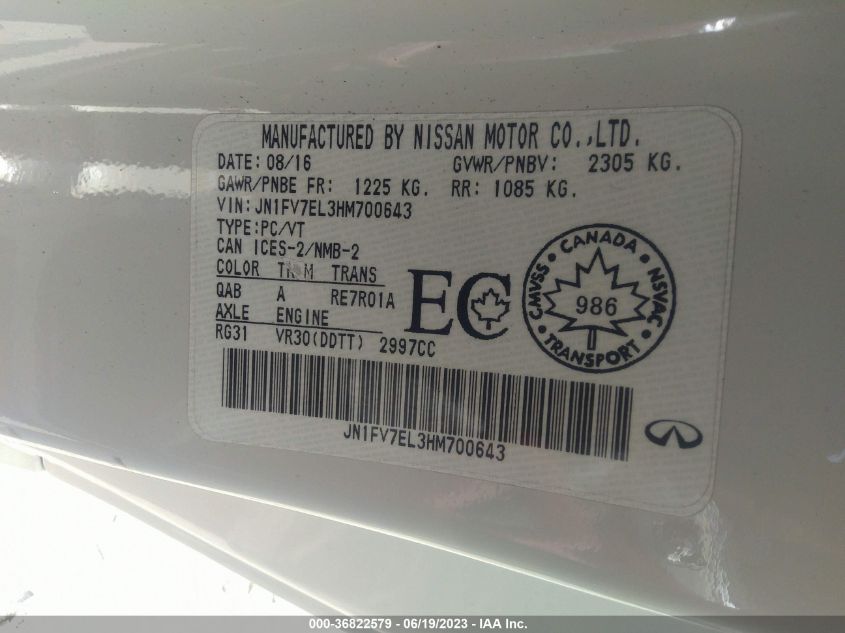 MANUFACTURED BY NISSAN MOTOR CO.,LTD.
DATE: 08/16 GVWR/PNBV: 2305 KG.
GAWR/PNBE FR: 1225 KG. RR: 1085 KG.
VIN: JN1FV7EL3HM700643
TYPE:PC/VT
CAN ICES-2/NMB-2
COLOR TRIM TRANS
QAB A RE7R01A
AXLE ENGINE
RG31 VR30(DDTT) 2997CC
EC
CANADA
CMVSS NSVAC
986
TRANSPORT
JN1FV7EL3HM700643
000-36822579 - 06/19/2023 - IAAI.com